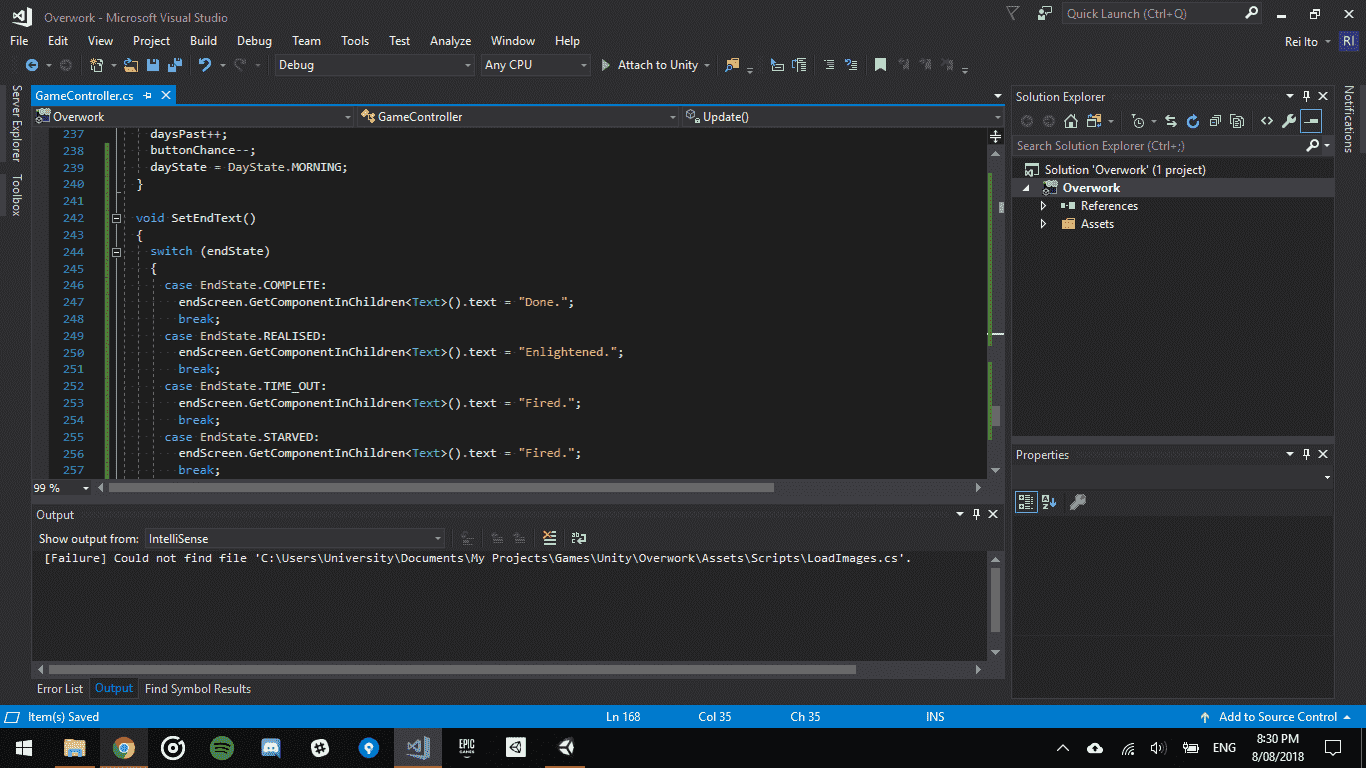 Overwork - Microsoft Visual Studio
Quick Launch (Ctrl+Q)
File Edit View Project Build Debug Team Tools Test Analyze Window Help
Rei Ito RI
Debug Any CPU Attach to Unity
Server Explorer
Toolbox
GameController.cs
Overwork GameController Update()
237 daysPast++;
238 buttonChance--;
239 dayState = DayState.MORNING;
240 }
241
242 void SetEndText()
243 {
244 switch (endState)
245 {
246 case EndState.COMPLETE:
247 endScreen.GetComponentInChildren<Text>().text = "Done.";
248 break;
249 case EndState.REALISED:
250 endScreen.GetComponentInChildren<Text>().text = "Enlightened.";
251 break;
252 case EndState.TIME_OUT:
253 endScreen.GetComponentInChildren<Text>().text = "Fired.";
254 break;
255 case EndState.STARVED:
256 endScreen.GetComponentInChildren<Text>().text = "Fired.";
257 break;
99 %
Output
Show output from: IntelliSense
[Failure] Could not find file 'C:\Users\University\Documents\My Projects\Games\Unity\Overwork\Assets\Scripts\LoadImages.cs'.
Error List Output Find Symbol Results
Solution Explorer
Search Solution Explorer (Ctrl+;)
Solution 'Overwork' (1 project)
Overwork
References
Assets
Properties
Notifications
Item(s) Saved Ln 168 Col 35 Ch 35 INS Add to Source Control
EPIC GAMES
ENG
8:30 PM
8/08/2018